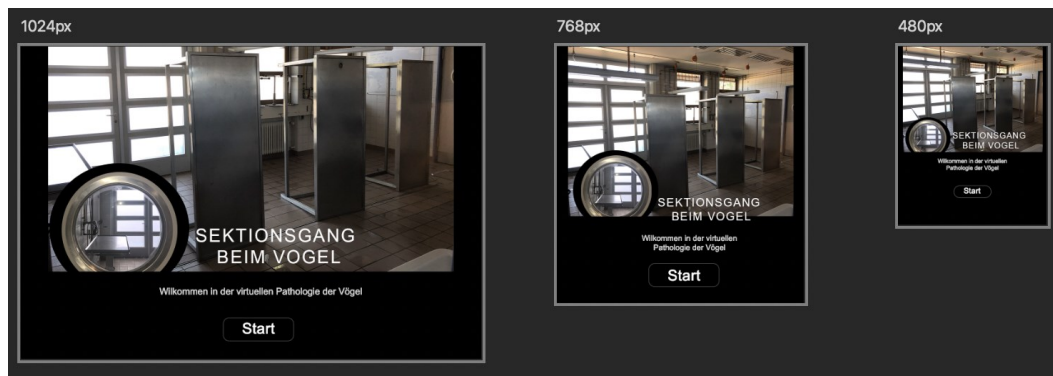 1024px
SEKTIONSGANG
BEIM VOGEL
Wilkommen in der virtuellen Pathologie der Vögel
Start
768px
SEKTIONSGANG
BEIM VOGEL
Wilkommen in der virtuellen
Pathologie der Vögel
Start
480px
SEKTIONSGANG
BEIM VOGEL
Wilkommen in der virtuellen
Pathologie der Vögel
Start